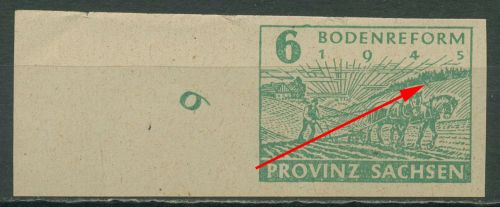 6 BODENREFORM
1945
6
PROVINZ SACHSEN